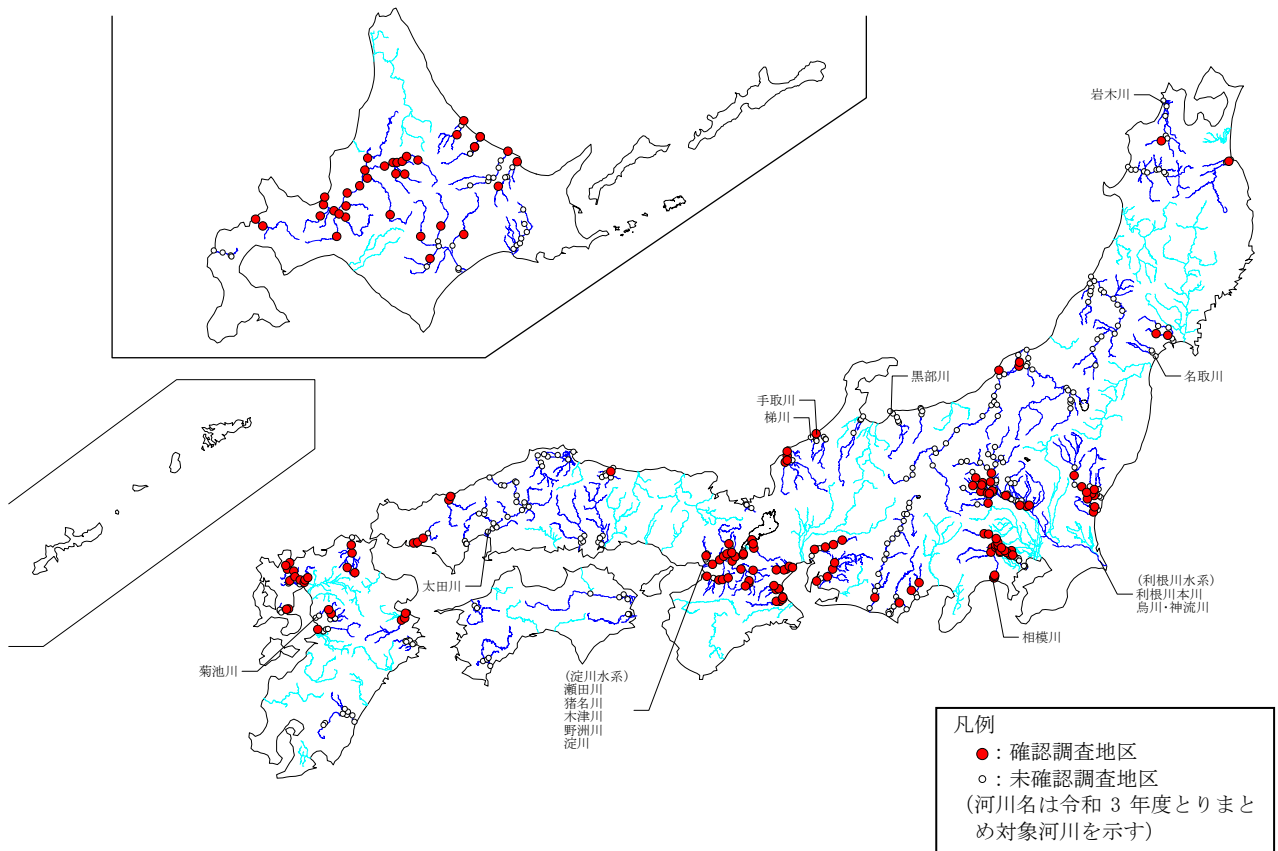 岩木川
名取川
黒部川
手取川
梯川
(利根川水系)
利根川本川
烏川･神流川
太田川
相模川
菊池川
(淀川水系)
瀬田川
猪名川
木津川
野洲川
淀川
凡例
●：確認調査地区
○：未確認調査地区
(河川名は令和 3 年度とりまと
め対象河川を示す)